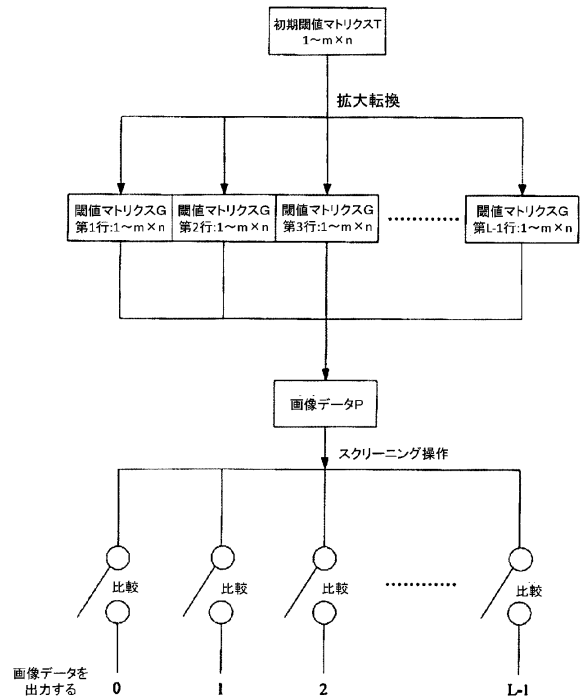 初期閾値マトリクスT
1～m×n
拡大転換
閾値マトリクスG
第1行:1～m×n
閾値マトリクスG
第2行:1～m×n
閾値マトリクスG
第3行:1～m×n
閾値マトリクスG
第L-1行:1～m×n
画像データP
スクリーニング操作
比較
比較
比較
比較
画像データを
出力する
0
1
2
L-1